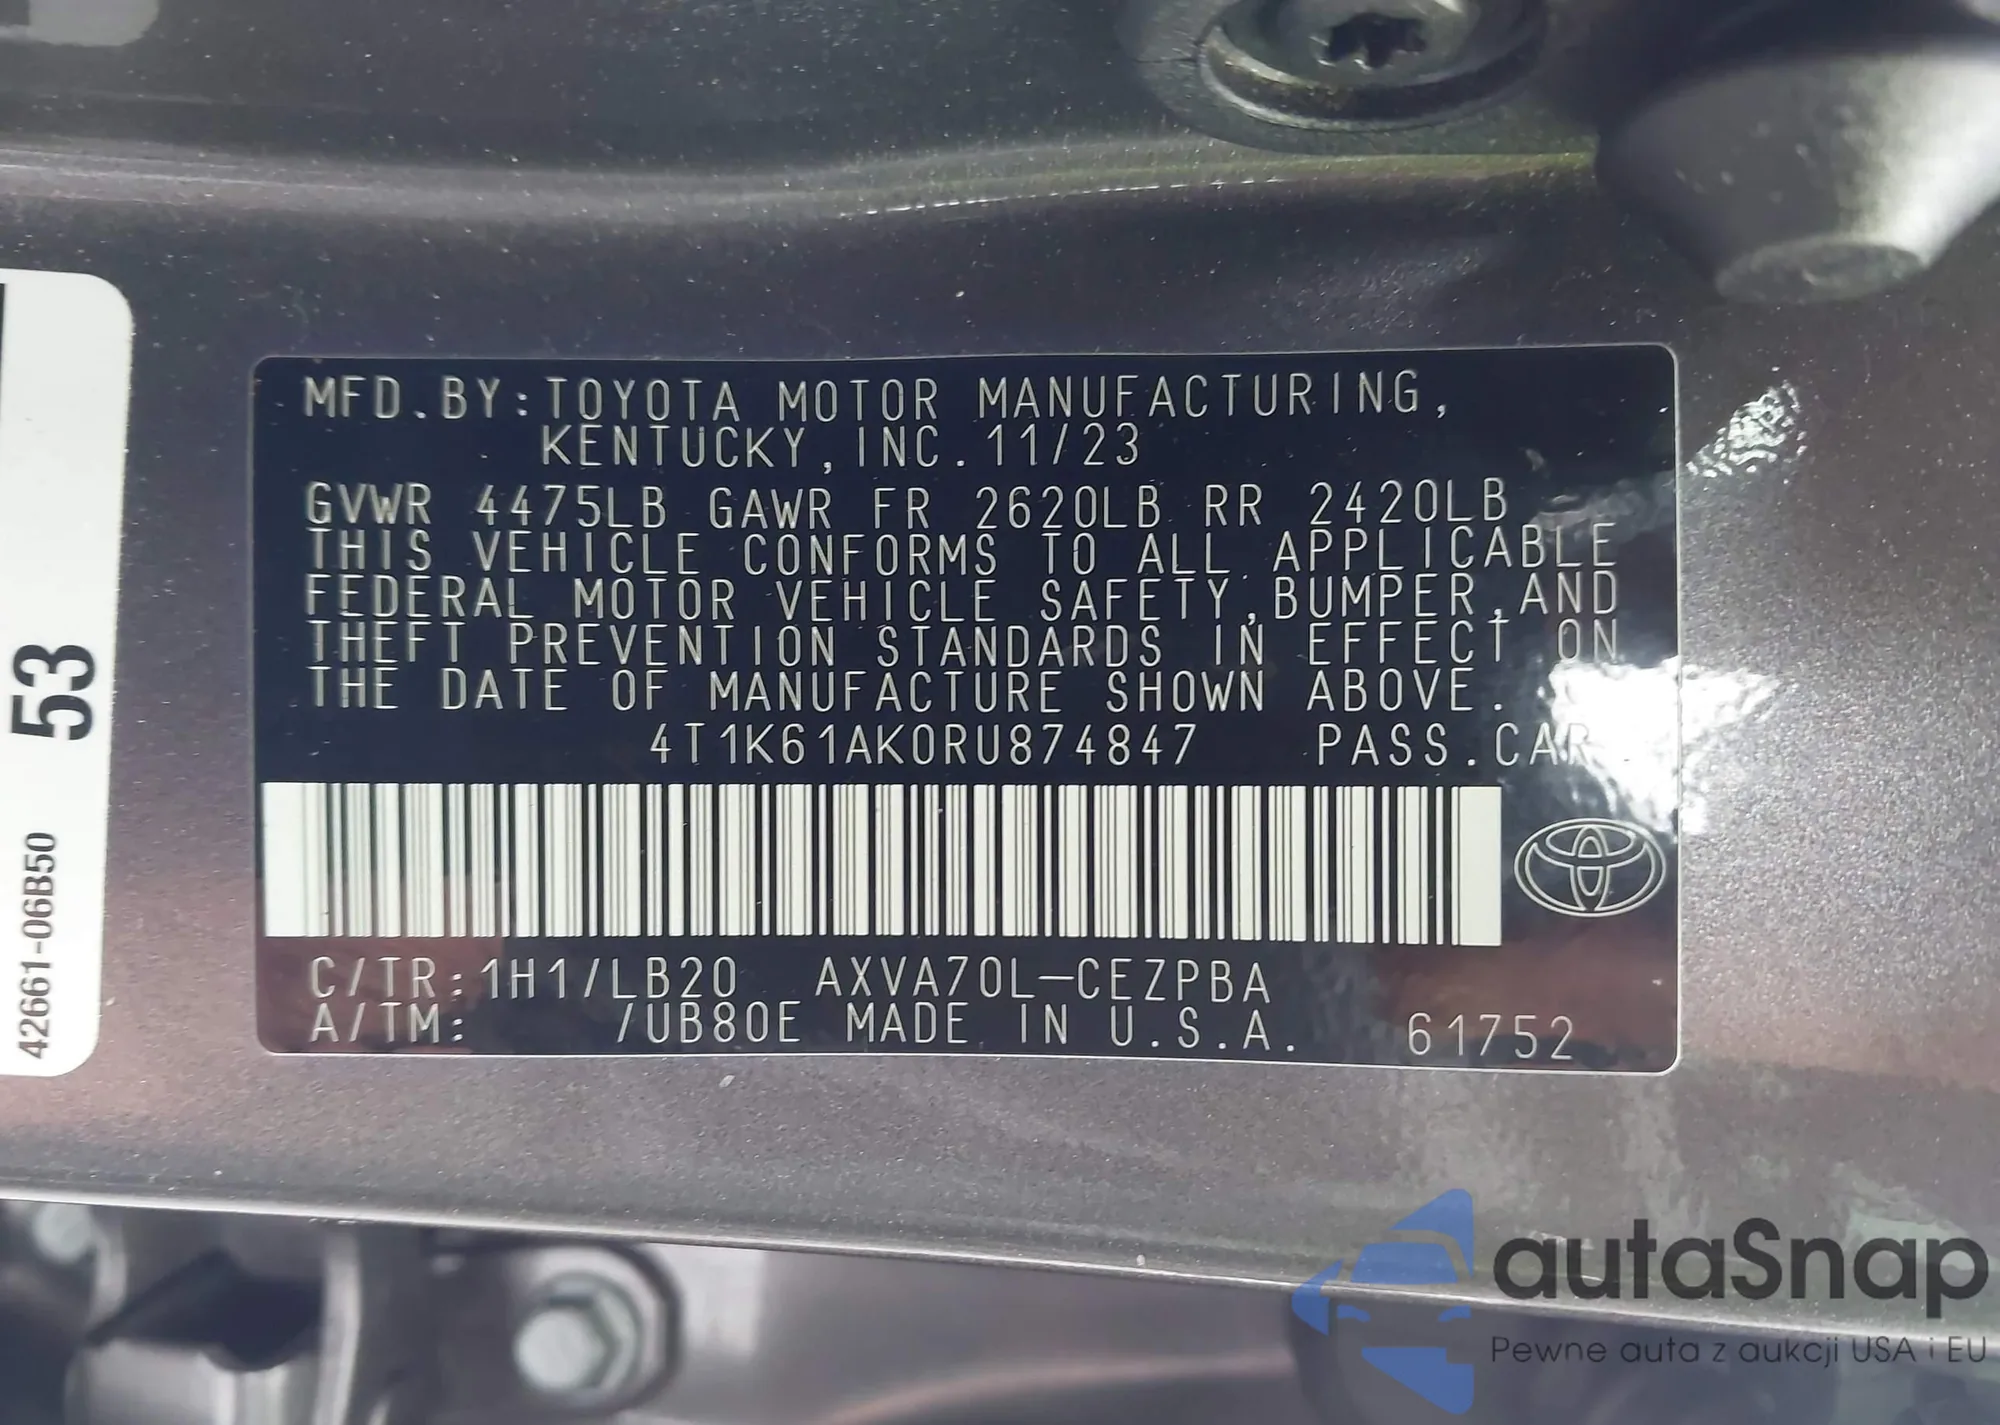 MFD.BY:TOYOTA MOTOR MANUFACTURING,
KENTUCKY, INC. 11/23
GVWR 4475LB GAWR FR 2620LB RR 2420LB
THIS VEHICLE CONFORMS TO ALL APPLICABLE
FEDERAL MOTOR VEHICLE SAFETY,BUMPER,AND
THEFT PREVENTION STANDARDS IN EFFECT ON
THE DATE OF MANUFACTURE SHOWN ABOVE.
4T1K61AK0RU874847 PASS.CAR
C/TR:1H1/LB20 AXVA70L-CEZPBA
A/TM: /UB80E MADE IN U.S.A. 61752
53
42661-06B50
autaSnap
Pewne auta z aukcji USA i EU